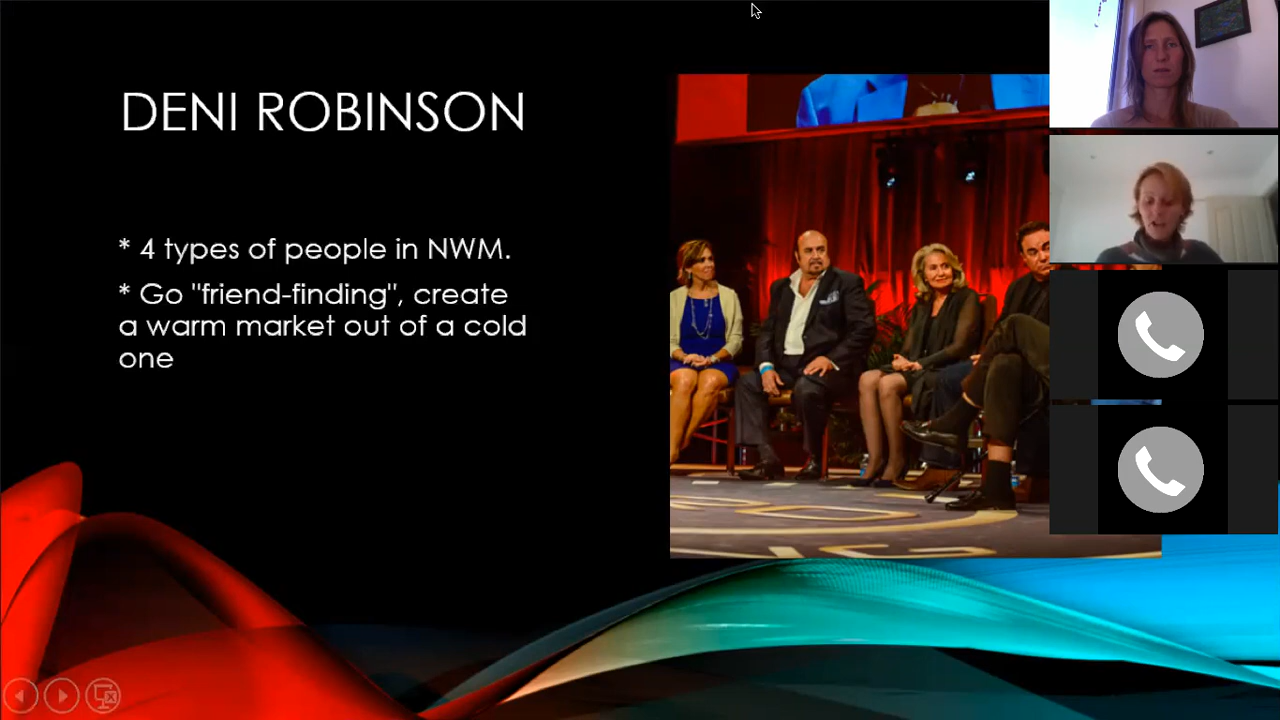 DENI ROBINSON
* 4 types of people in NWM.
* Go "friend-finding", create
a warm market out of a cold
one